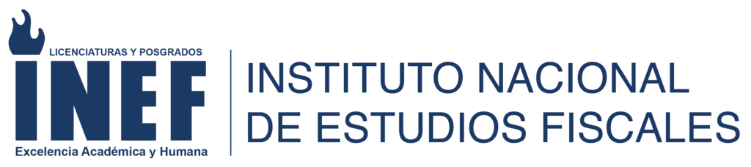 LICENCIATURAS Y POSGRADOS
INEF
Excelencia Académica y Humana
INSTITUTO NACIONAL
DE ESTUDIOS FISCALES